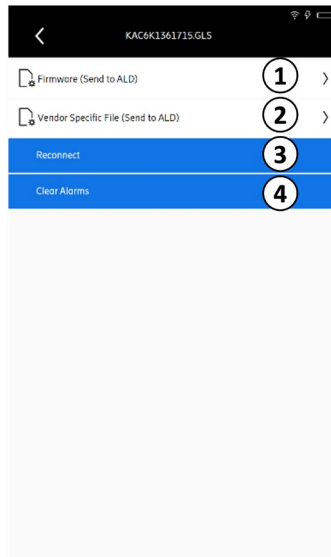 KAC6K1361715.GLS
Firmware (Send to ALD)
1
Vendor Specific File (Send to ALD)
2
Reconnect
3
Clear Alarms
4